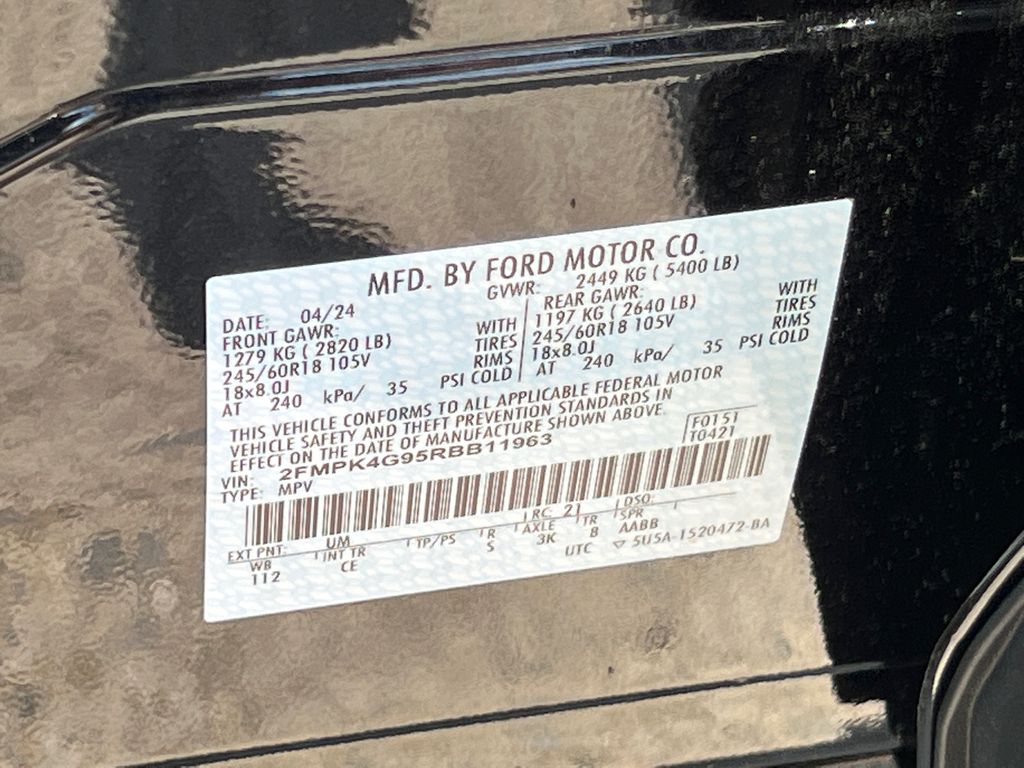 MFD. BY FORD MOTOR CO.
DATE: 04/24 GVWR: 2449 KG ( 5400 LB)
FRONT GAWR: REAR GAWR:
1279 KG ( 2820 LB) WITH 1197 KG ( 2640 LB) WITH
245/60R18 105V TIRES 245/60R18 105V TIRES
18x8.0J RIMS 18x8.0J RIMS
AT 240 kPa/ 35 PSI COLD AT 240 kPa/ 35 PSI COLD
THIS VEHICLE CONFORMS TO ALL APPLICABLE FEDERAL MOTOR
VEHICLE SAFETY AND THEFT PREVENTION STANDARDS IN
EFFECT ON THE DATE OF MANUFACTURE SHOWN ABOVE.
VIN: 2FMPK4G95RBB11963 F0151
TYPE: MPV T0421
EXT PNT: UM RC: 21 DSO:
WB INT TR TP/PS R AXLE TR SPR
112 CE S 3K B AABB
UTC ▽ 5U5A-1520472-BA